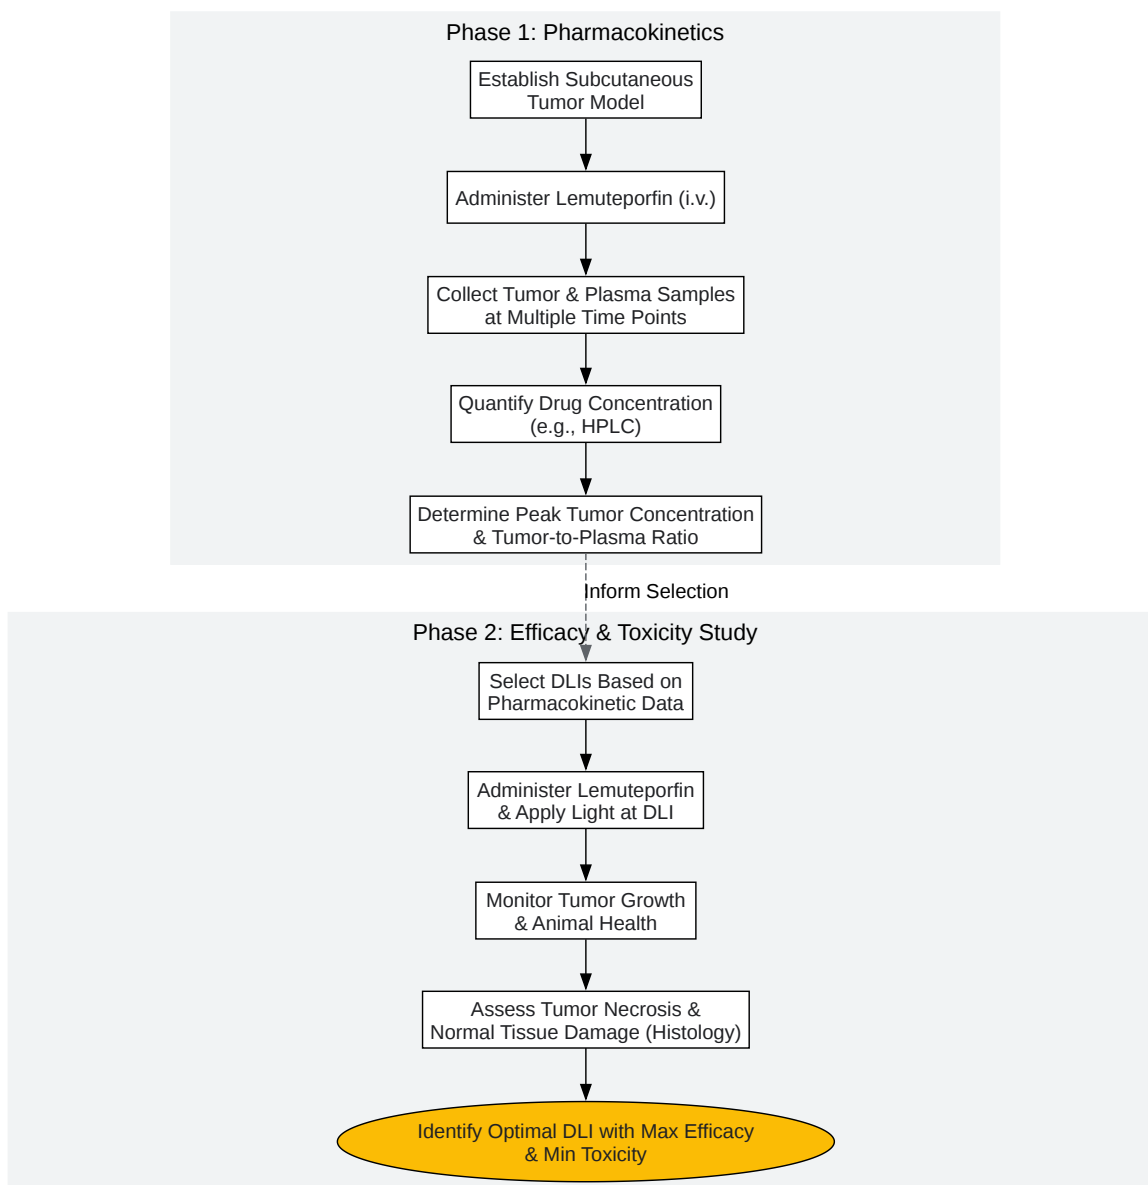 Phase 1: Pharmacokinetics
Establish Subcutaneous
Tumor Model
Administer Lemuteporfin (i.v.)
Collect Tumor & Plasma Samples
at Multiple Time Points
Quantify Drug Concentration
(e.g., HPLC)
Determine Peak Tumor Concentration
& Tumor-to-Plasma Ratio
Inform Selection
Phase 2: Efficacy & Toxicity Study
Select DLIs Based on
Pharmacokinetic Data
Administer Lemuteporfin
& Apply Light at DLI
Monitor Tumor Growth
& Animal Health
Assess Tumor Necrosis &
Normal Tissue Damage (Histology)
Identify Optimal DLI with Max Efficacy
& Min Toxicity